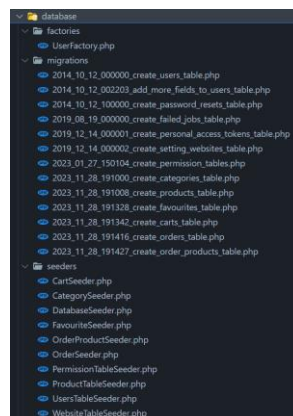 database
factories
UserFactory.php
migrations
2014_10_12_000000_create_users_table.php
2014_10_12_002203_add_more_fields_to_users_table.php
2014_10_12_100000_create_password_resets_table.php
2019_08_19_000000_create_failed_jobs_table.php
2019_12_14_000001_create_personal_access_tokens_table.php
2019_12_14_000002_create_setting_websites_table.php
2023_01_27_150104_create_permission_tables.php
2023_11_28_191000_create_categories_table.php
2023_11_28_191008_create_products_table.php
2023_11_28_191328_create_favourites_table.php
2023_11_28_191342_create_carts_table.php
2023_11_28_191416_create_orders_table.php
2023_11_28_191427_create_order_products_table.php
seeders
CartSeeder.php
CategorySeeder.php
DatabaseSeeder.php
FavouriteSeeder.php
OrderProductSeeder.php
OrderSeeder.php
PermissionTableSeeder.php
ProductTableSeeder.php
UsersTableSeeder.php
WebsiteTableSeeder.php